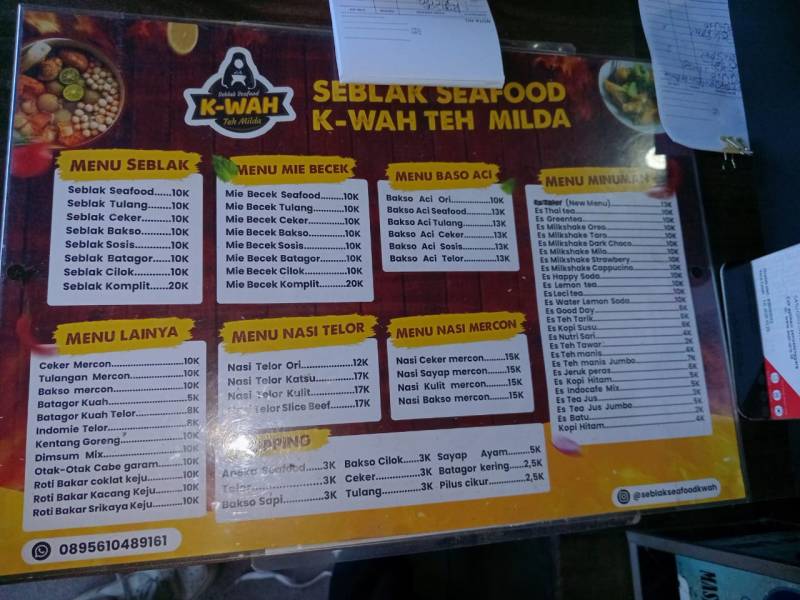 Seblak Seafood
K-WAH
Teh Milda
SEBLAK SEAFOOD
K-WAH TEH MILDA
MENU SEBLAK
Seblak Seafood......10K
Seblak Tulang........10K
Seblak Ceker..........10K
Seblak Bakso.........10K
Seblak Sosis...........10K
Seblak Batagor......10K
Seblak Cilok...........10K
Seblak Komplit......20K
MENU MIE BECEK
Mie Becek Seafood......10K
Mie Becek Tulang........10K
Mie Becek Ceker..........10K
Mie Becek Bakso..........10K
Mie Becek Sosis...........10K
Mie Becek Batagor.......10K
Mie Becek Cilok...........10K
Mie Becek Komplit.......20K
MENU BASO ACI
Bakso Aci Ori..............10K
Bakso Aci Seafood.......13K
Bakso Aci Tulang.........13K
Bakso Aci Ceker..........13K
Bakso Aci Sosis...........13K
Bakso Aci Telor...........13K
MENU MINUMAN
(New Menu)................13K
Es Thai tea..................10K
Es Greentea.................10K
Es Milkshake Oreo.......10K
Es Milkshake Taro........10K
Es Milkshake Dark Choco....10K
Es Milkshake Milo.........10K
Es Milkshake Strawbery....10K
Es Milkshake Cappucino....10K
Es Happy Soda.............10K
Es Lemon tea...............10K
Es Leci tea...................10K
Es Water Lemon Soda....10K
Es Good Day
Es Teh Tarik
Es Kopi Susu
Es Nutri Sari
Es Teh Tawar
Es Teh manis
Es Teh manis Jumbo
Es Jeruk peras
Es Kopi Hitam
Es Indocafe Mix
Es Tea Jus
Es Tea Jus Jumbo
Es Batu
Kopi Hitam
MENU LAINYA
Ceker Mercon................10K
Tulangan Mercon..........10K
Bakso mercon................10K
Batagor Kuah.................5K
Batagor Kuah Telor........8K
Indomie Telor.................8K
Kentang Goreng.............10K
Dimsum Mix...................10K
Otak-Otak Cabe garam....10K
Roti Bakar coklat keju.....10K
Roti Bakar Kacang Keju....10K
Roti Bakar Srikaya Keju....10K
MENU NASI TELOR
Nasi Telor Ori..............12K
Nasi Telor Katsu..........17K
Nasi Telor Kulit............17K
Nasi Telor Slice Beef......17K
MENU NASI MERCON
Nasi Ceker mercon......15K
Nasi Sayap mercon......15K
Nasi Kulit mercon........15K
Nasi Bakso mercon......15K
TOPPING
Aneka Seafood.....3K
Telor....................3K
Bakso Sapi...........3K
Bakso Cilok.....3K
Ceker..............3K
Tulang.............3K
Sayap Ayam.....5K
Batagor kering.....2,5K
Pilus cikur.........2,5K
0895610489161
@seblakseafoodkwah